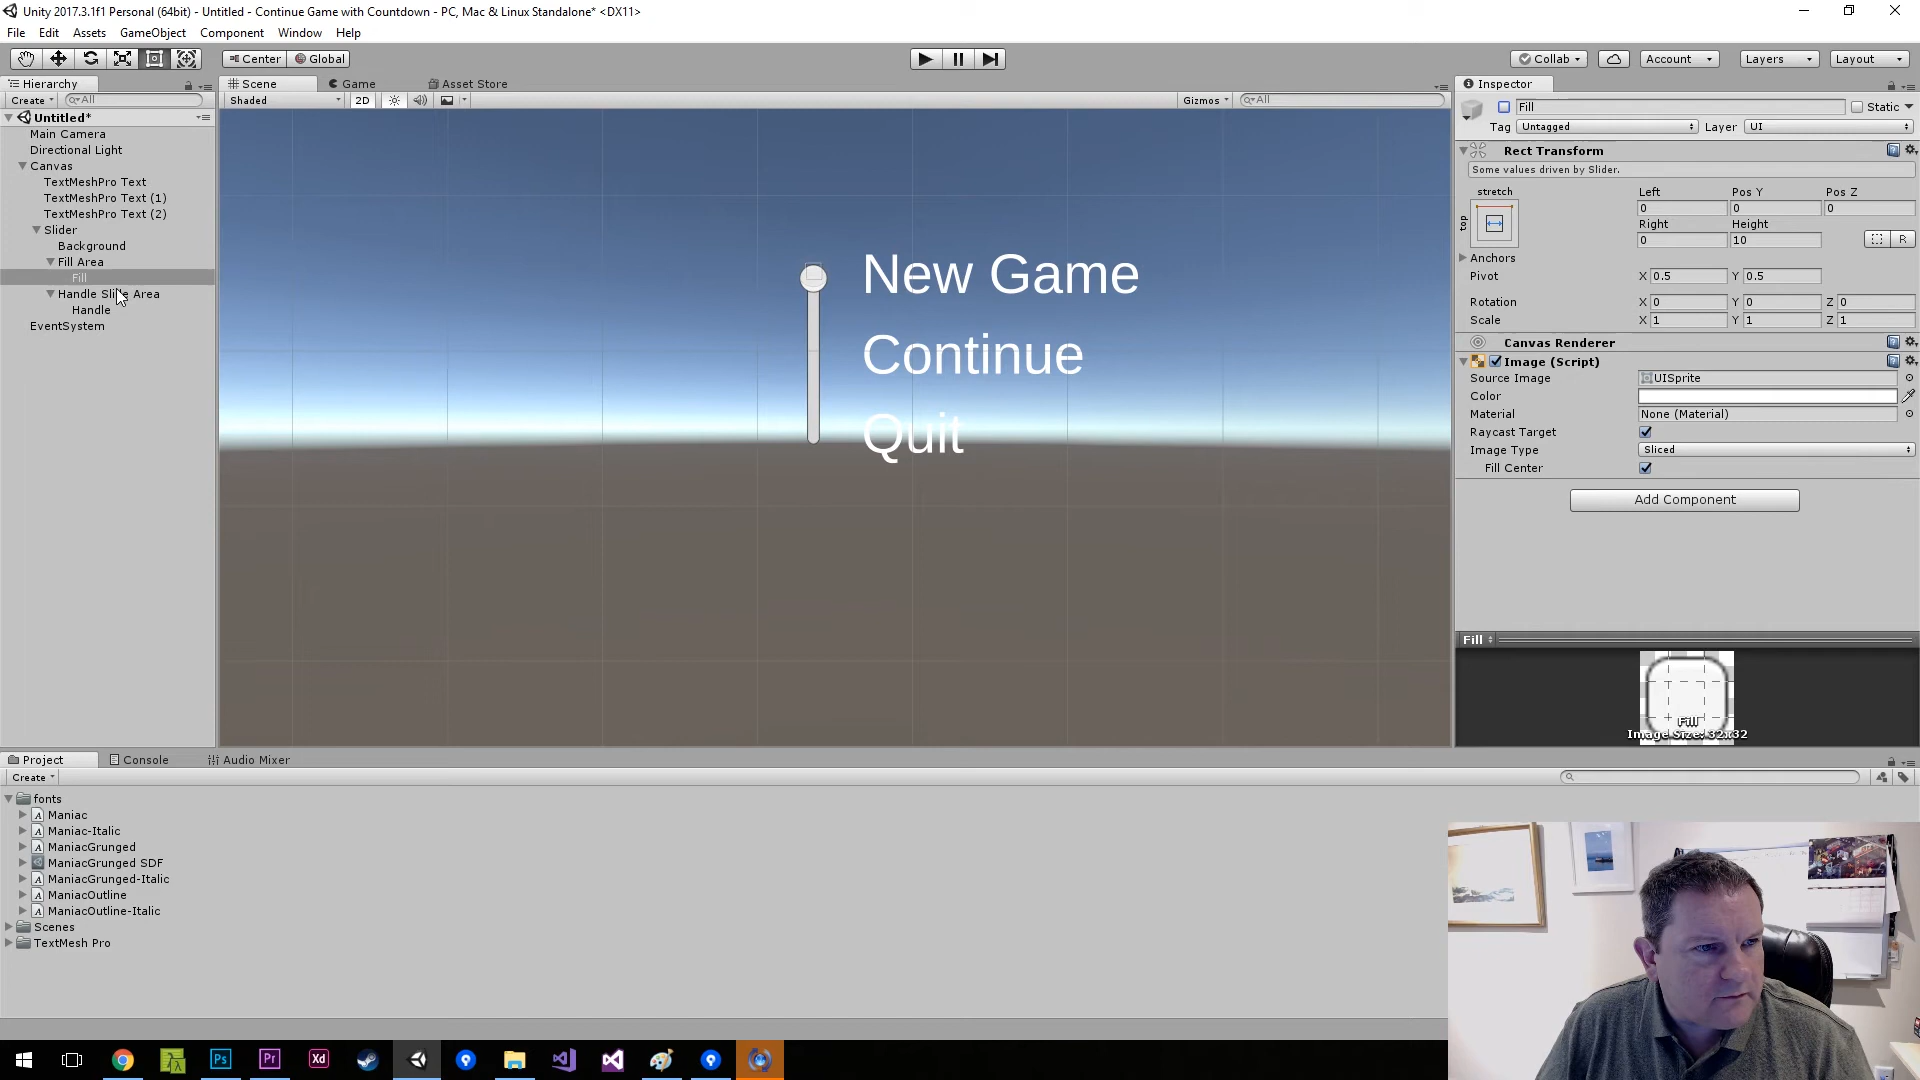 Unity 2017.3.1f1 Personal (64bit) - Untitled - Continue Game with Countdown - PC, Mac & Linux Standalone* <DX11>
File Edit Assets GameObject Component Window Help
Center Global Collab Account Layers Layout
Hierarchy Scene Game Asset Store Inspector
Create All Shaded 2D Gizmos All Fill Static
Untitled*
Tag Untagged Layer UI
Main Camera
Directional Light
Rect Transform
Canvas
Some values driven by Slider.
TextMeshPro Text
stretch Left Pos Y Pos Z
TextMeshPro Text (1)
top 0 0 0
TextMeshPro Text (2)
Right Height
Slider
0 10 R
Background
Anchors
Fill Area
New Game
Pivot X 0.5 Y 0.5
Fill
Handle Slide Area
Rotation X 0 Y 0 Z 0
Handle
Scale X 1 Y 1 Z 1
EventSystem
Canvas Renderer
Continue
Image (Script)
Source Image UISprite
Color
Material None (Material)
Quit
Raycast Target
Image Type Sliced
Fill Center
Add Component
Fill
Fill
Image Size: 32x32
Project Console Audio Mixer
Create
fonts
Maniac
Maniac-Italic
ManiacGrunged
ManiacGrunged SDF
ManiacGrunged-Italic
ManiacOutline
ManiacOutline-Italic
Scenes
TextMesh Pro
Ps Pr Xd